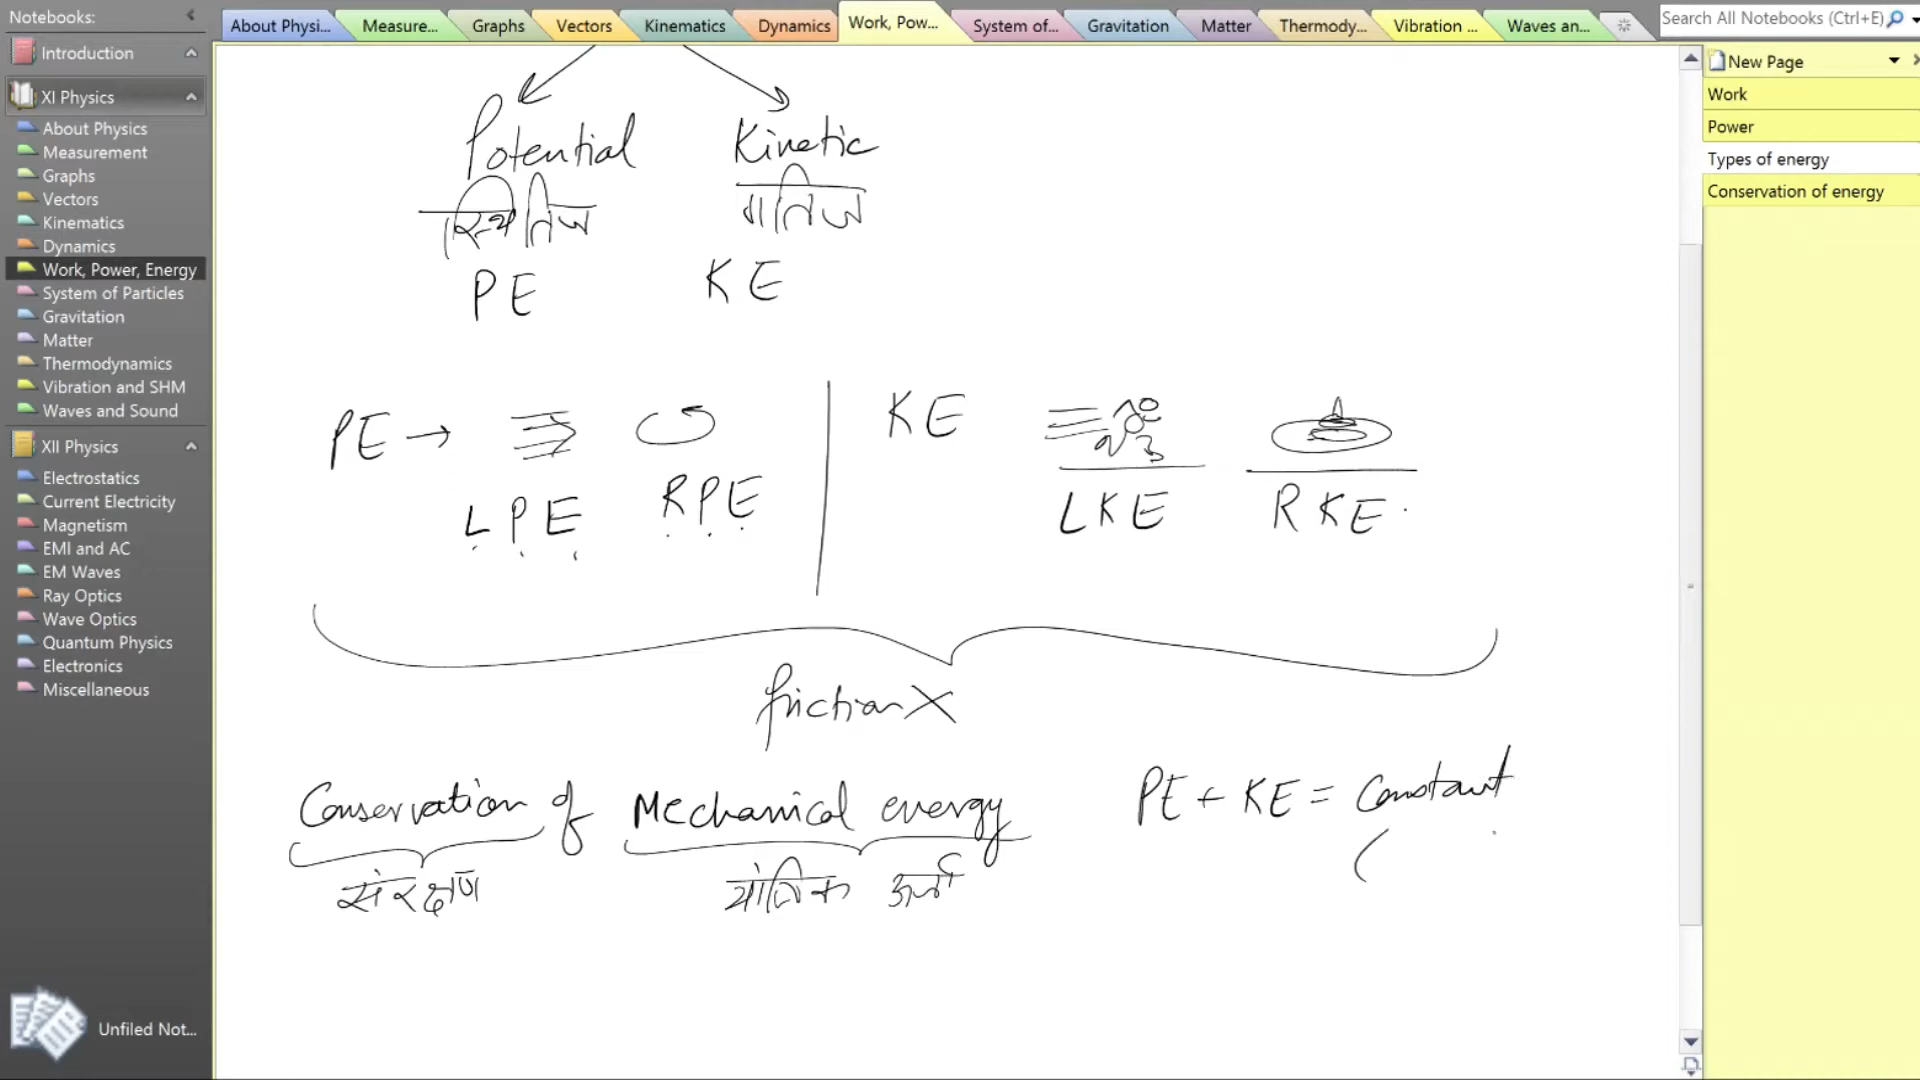 Notebooks:
Introduction
XI Physics
About Physics
Measurement
Graphs
Vectors
Kinematics
Dynamics
Work, Power, Energy
System of Particles
Gravitation
Matter
Thermodynamics
Vibration and SHM
Waves and Sound
XII Physics
Electrostatics
Current Electricity
Magnetism
EMI and AC
EM Waves
Ray Optics
Wave Optics
Quantum Physics
Electronics
Miscellaneous
Unfiled Not...
About Physi... Measure... Graphs Vectors Kinematics Dynamics Work, Pow... System of... Gravitation Matter Thermody... Vibration ... Waves an...
Search All Notebooks (Ctrl+E)
Potential Kinetic
स्थितिज गतिज
PE KE
PE → KE
LPE RPE LKE RKE
friction X
Conservation of Mechanical energy PE + KE = Constant
संरक्षण यांत्रिक ऊर्जा (
New Page
Work
Power
Types of energy
Conservation of energy